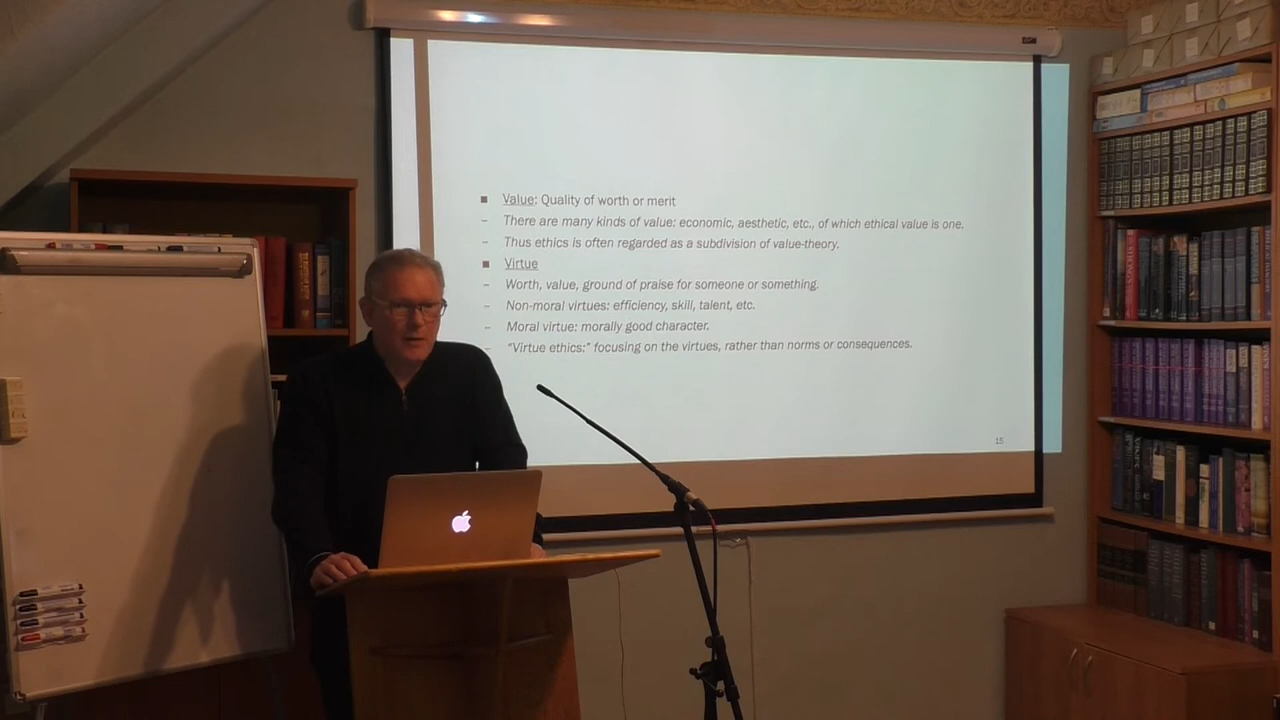 Value: Quality of worth or merit
There are many kinds of value: economic, aesthetic, etc., of which ethical value is one.
Thus ethics is often regarded as a subdivision of value-theory.
Virtue
Worth, value, ground of praise for someone or something.
Non-moral virtues: efficiency, skill, talent, etc.
Moral virtue: morally good character.
"Virtue ethics:" focusing on the virtues, rather than norms or consequences.
15